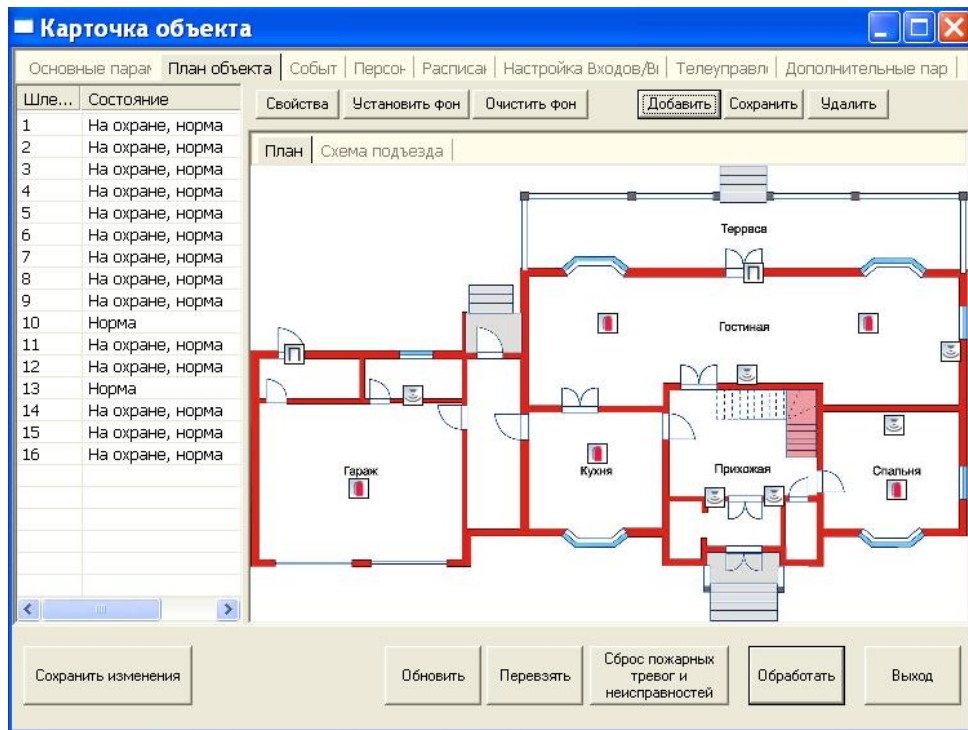 Карточка объекта
Основные парам План объекта Событ Персон Расписан Настройка Входов/Вы Телеуправл Дополнительные пар
Шле... Состояние
Свойства Установить фон Очистить фон Добавить Сохранить Удалить
План Схема подъезда
1 На охране, норма
2 На охране, норма
3 На охране, норма
4 На охране, норма
5 На охране, норма
6 На охране, норма
7 На охране, норма
8 На охране, норма
9 На охране, норма
10 Норма
11 На охране, норма
12 На охране, норма
13 Норма
14 На охране, норма
15 На охране, норма
16 На охране, норма
Терраса
Гостиная
Гараж
Кухня
Прихожая
Спальня
Сохранить изменения
Обновить
Перевзять
Сброс пожарных
тревог и
неисправностей
Обработать
Выход